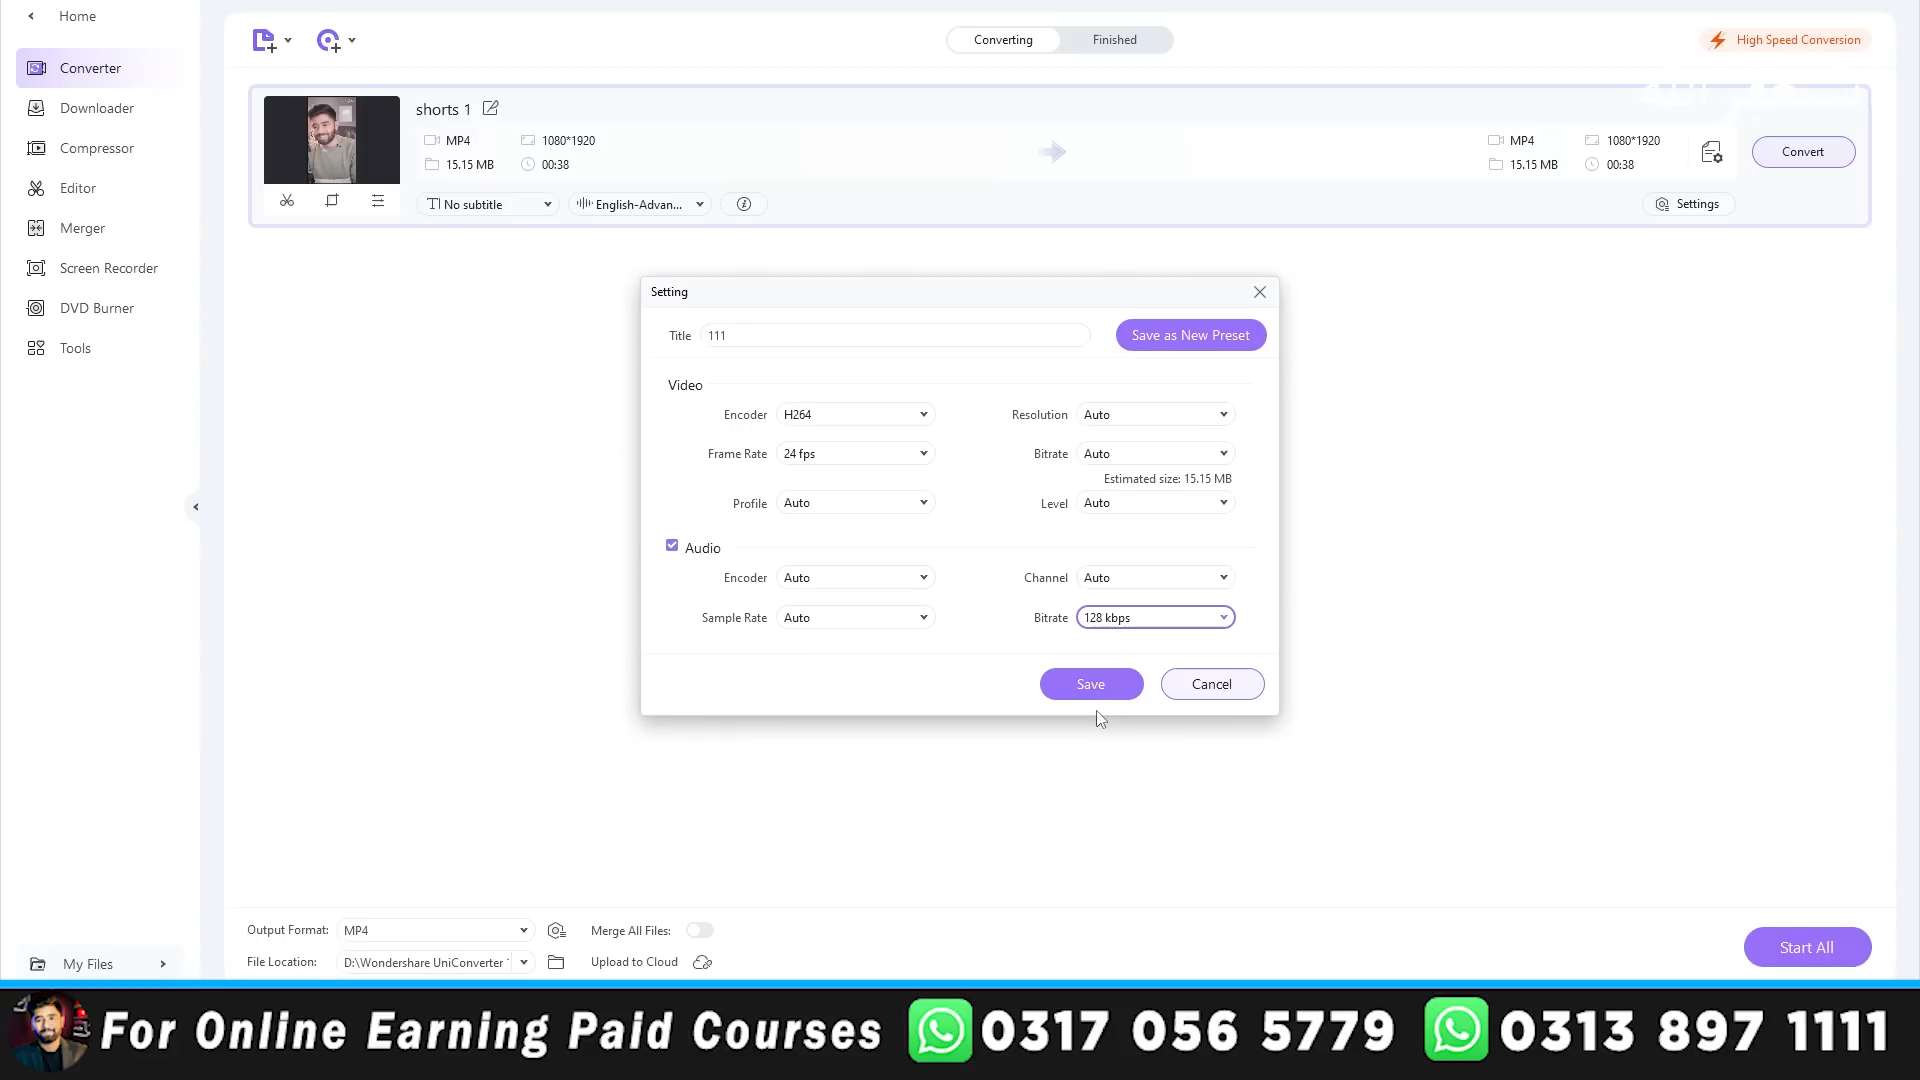 Home
Converter
Downloader
Compressor
Editor
Merger
Screen Recorder
DVD Burner
Tools
My Files
Converting
Finished
High Speed Conversion
shorts 1
MP4 1080*1920
15.15 MB 00:38
MP4 1080*1920
15.15 MB 00:38
Convert
No subtitle
English-Advan...
Settings
Setting
Title 111
Save as New Preset
Video
Encoder H264
Resolution Auto
Frame Rate 24 fps
Bitrate Auto
Estimated size: 15.15 MB
Profile Auto
Level Auto
Audio
Encoder Auto
Channel Auto
Sample Rate Auto
Bitrate 128 kbps
Save
Cancel
Output Format: MP4
Merge All Files:
File Location: D:\Wondershare UniConverter
Upload to Cloud
Start All
For Online Earning Paid Courses 0317 056 5779 0313 897 1111